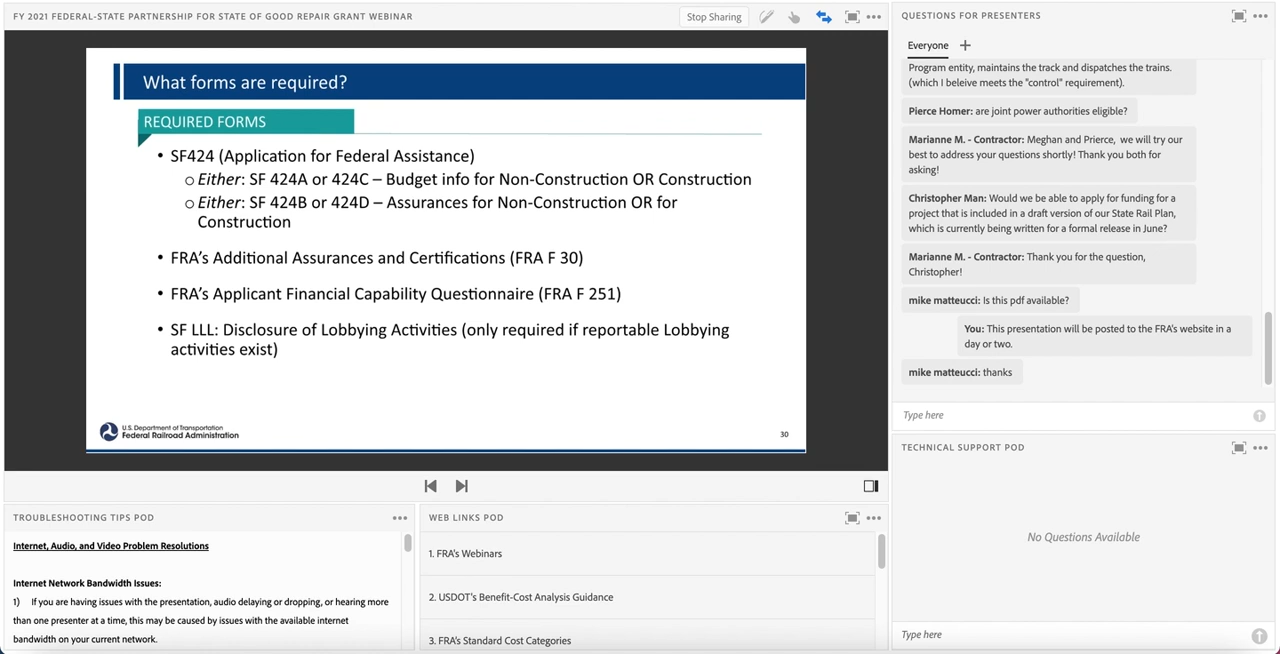 FY 2021 FEDERAL-STATE PARTNERSHIP FOR STATE OF GOOD REPAIR GRANT WEBINAR
Stop Sharing
What forms are required?
REQUIRED FORMS
• SF424 (Application for Federal Assistance)
o Either: SF 424A or 424C – Budget info for Non-Construction OR Construction
o Either: SF 424B or 424D – Assurances for Non-Construction OR for
Construction
• FRA's Additional Assurances and Certifications (FRA F 30)
• FRA's Applicant Financial Capability Questionnaire (FRA F 251)
• SF LLL: Disclosure of Lobbying Activities (only required if reportable Lobbying
activities exist)
U.S. Department of Transportation
Federal Railroad Administration
30
QUESTIONS FOR PRESENTERS
Everyone
Program entity, maintains the track and dispatches the trains.
(which I beleive meets the "control" requirement).
Pierce Homer: are joint power authorities eligible?
Marianne M. - Contractor: Meghan and Prierce, we will try our
best to address your questions shortly! Thank you both for
asking!
Christopher Man: Would we be able to apply for funding for a
project that is included in a draft version of our State Rail Plan,
which is currently being written for a formal release in June?
Marianne M. - Contractor: Thank you for the question,
Christopher!
mike matteucci: Is this pdf available?
You: This presentation will be posted to the FRA's website in a
day or two.
mike matteucci: thanks
Type here
TECHNICAL SUPPORT POD
No Questions Available
Type here
TROUBLESHOOTING TIPS POD
Internet, Audio, and Video Problem Resolutions
Internet Network Bandwidth Issues:
1) If you are having issues with the presentation, audio delaying or dropping, or hearing more
than one presenter at a time, this may be caused by issues with the available internet
bandwidth on your current network.
WEB LINKS POD
1. FRA's Webinars
2. USDOT's Benefit-Cost Analysis Guidance
3. FRA's Standard Cost Categories